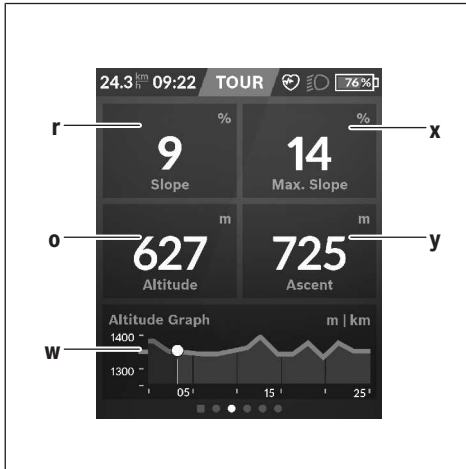 24.3 km/h 09:22 TOUR 76%
r % % x
9 14
Slope Max. Slope
o m m y
627 725
Altitude Ascent
Altitude Graph m | km
w 1400
1300
05 15 25